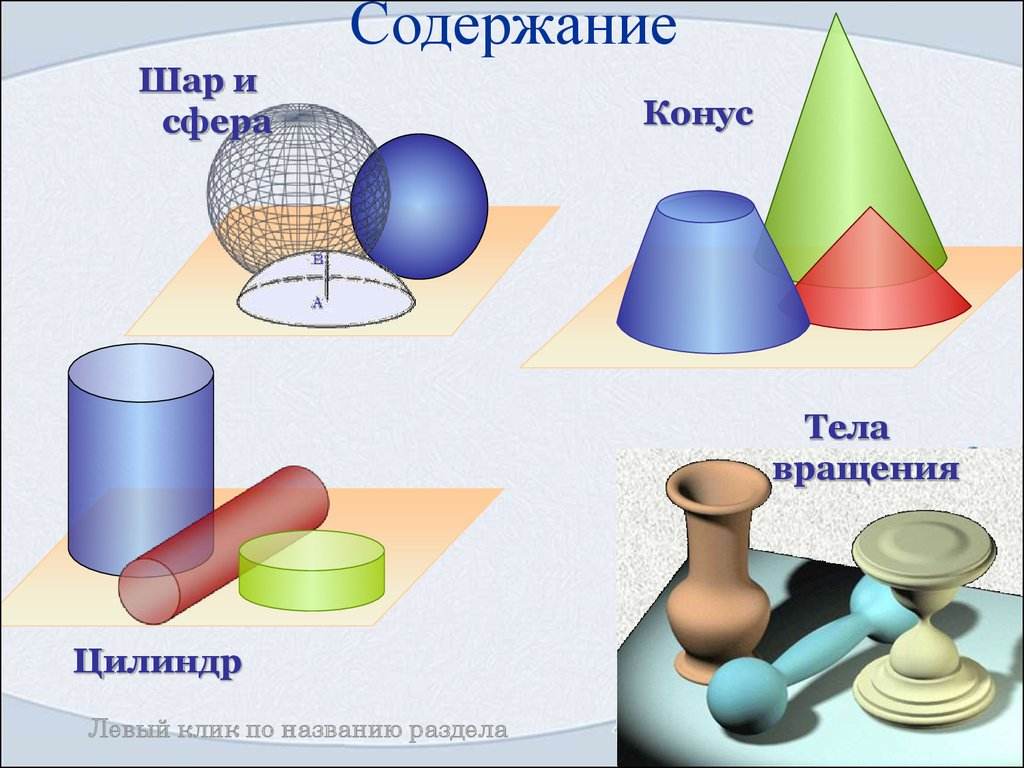 Содержание
Шар и
сфера
Конус
В
А
Тела
вращения
Цилиндр
Левый клик по названию раздела